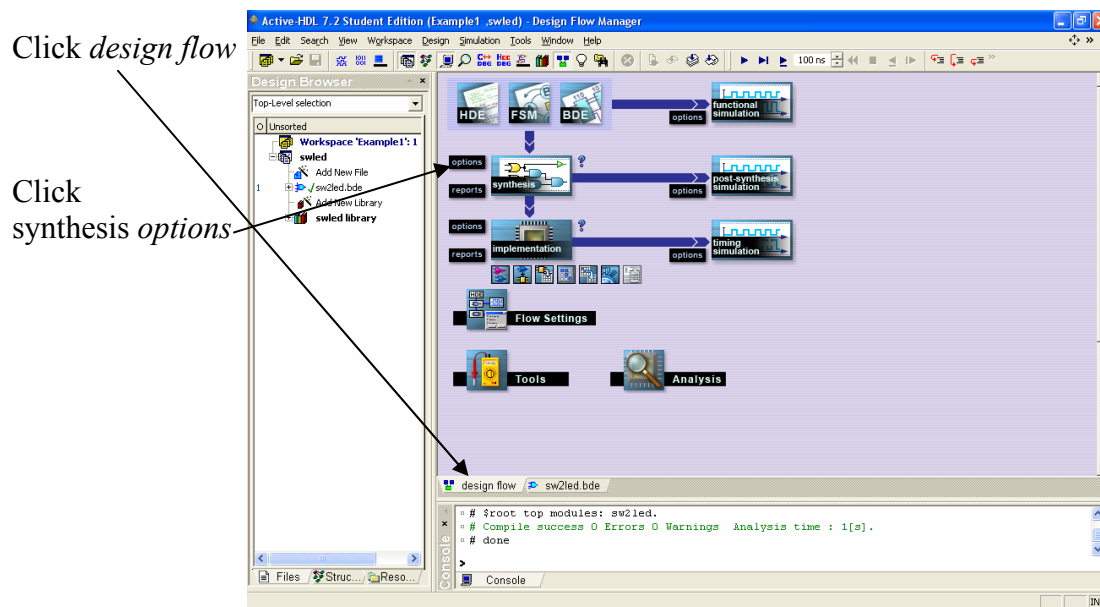 Click design flow
Click
synthesis options
Active-HDL 7.2 Student Edition (Example1 ,swled) - Design Flow Manager
File Edit Search View Workspace Design Simulation Tools Window Help
100 ns
Design Browser
Top-Level selection
Unsorted
Workspace 'Example1': 1
swled
Add New File
1 sw2led.bde
Add New Library
swled library
Files Struc... Reso...
HDE FSM BDE
options
functional
simulation
options
synthesis
reports
options
post-synthesis
simulation
options
implementation
reports
options
timing
simulation
Flow Settings
Tools
Analysis
design flow sw2led.bde
# $root top modules: sw2led.
# Compile success 0 Errors 0 Warnings Analysis time : 1[s].
# done
>
Console
Console
IN